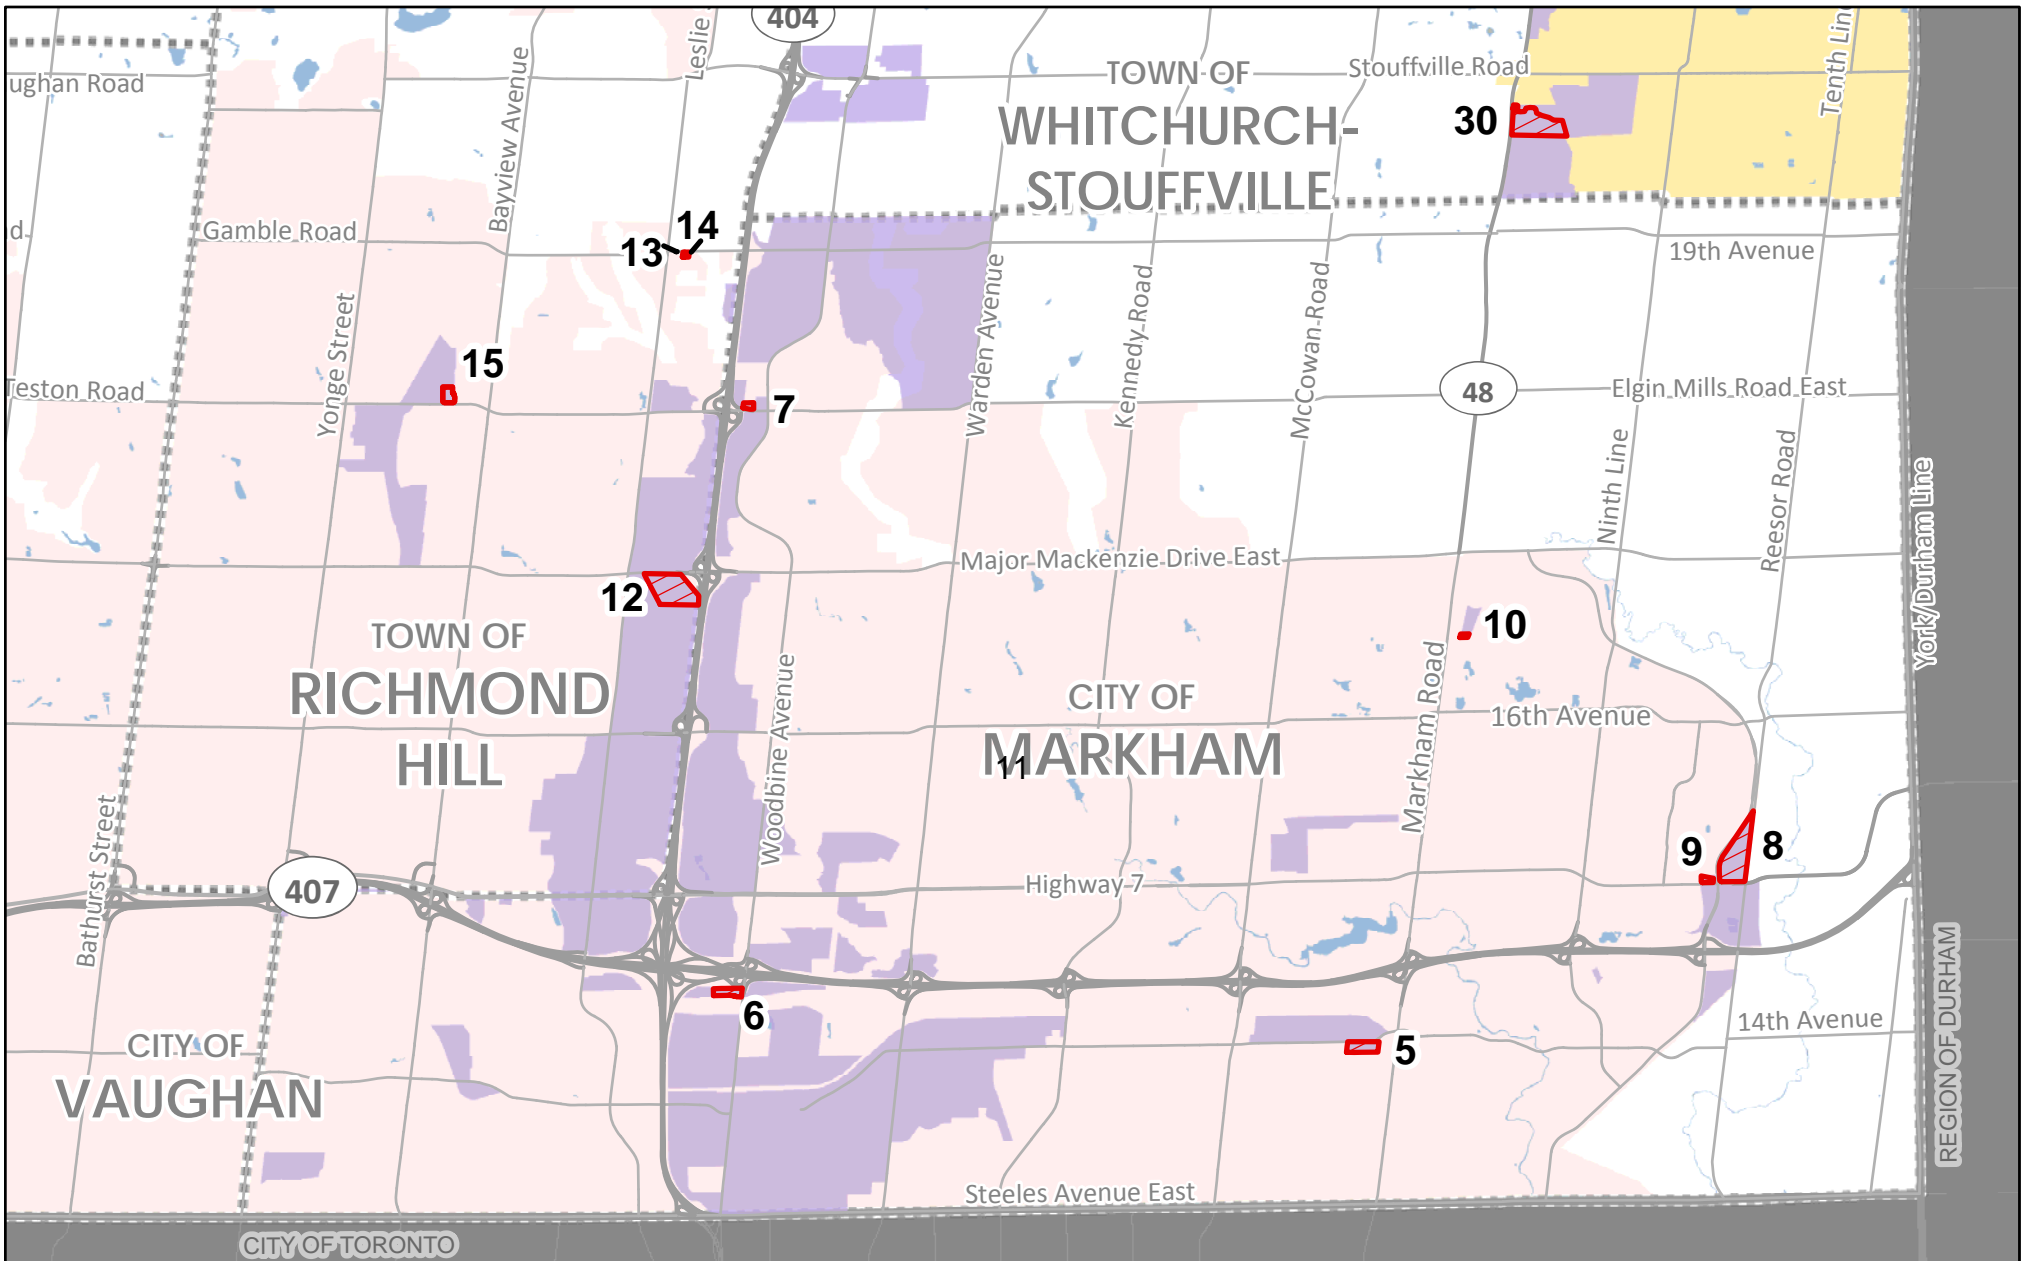 404
Leslie
Tenth Line
ughan Road
Bayview Avenue
TOWN OF
WHITCHURCH-
STOUFFVILLE
Stouffville Road
30
d.
Gamble Road
13
14
19th Avenue
Yonge Street
15
Teston Road
7
Warden Avenue
Kennedy Road
McCowan Road
48
Elgin Mills Road East
Ninth Line
Reesor Road
York/Durham Line
Major Mackenzie Drive East
12
TOWN OF
RICHMOND
HILL
10
Markham Road
CITY OF
MARKHAM
11
16th Avenue
Woodbine Avenue
Bathurst Street
407
Highway 7
9
8
6
5
14th Avenue
CITY OF
VAUGHAN
REGION OF DURHAM
Steeles Avenue East
CITY OF TORONTO